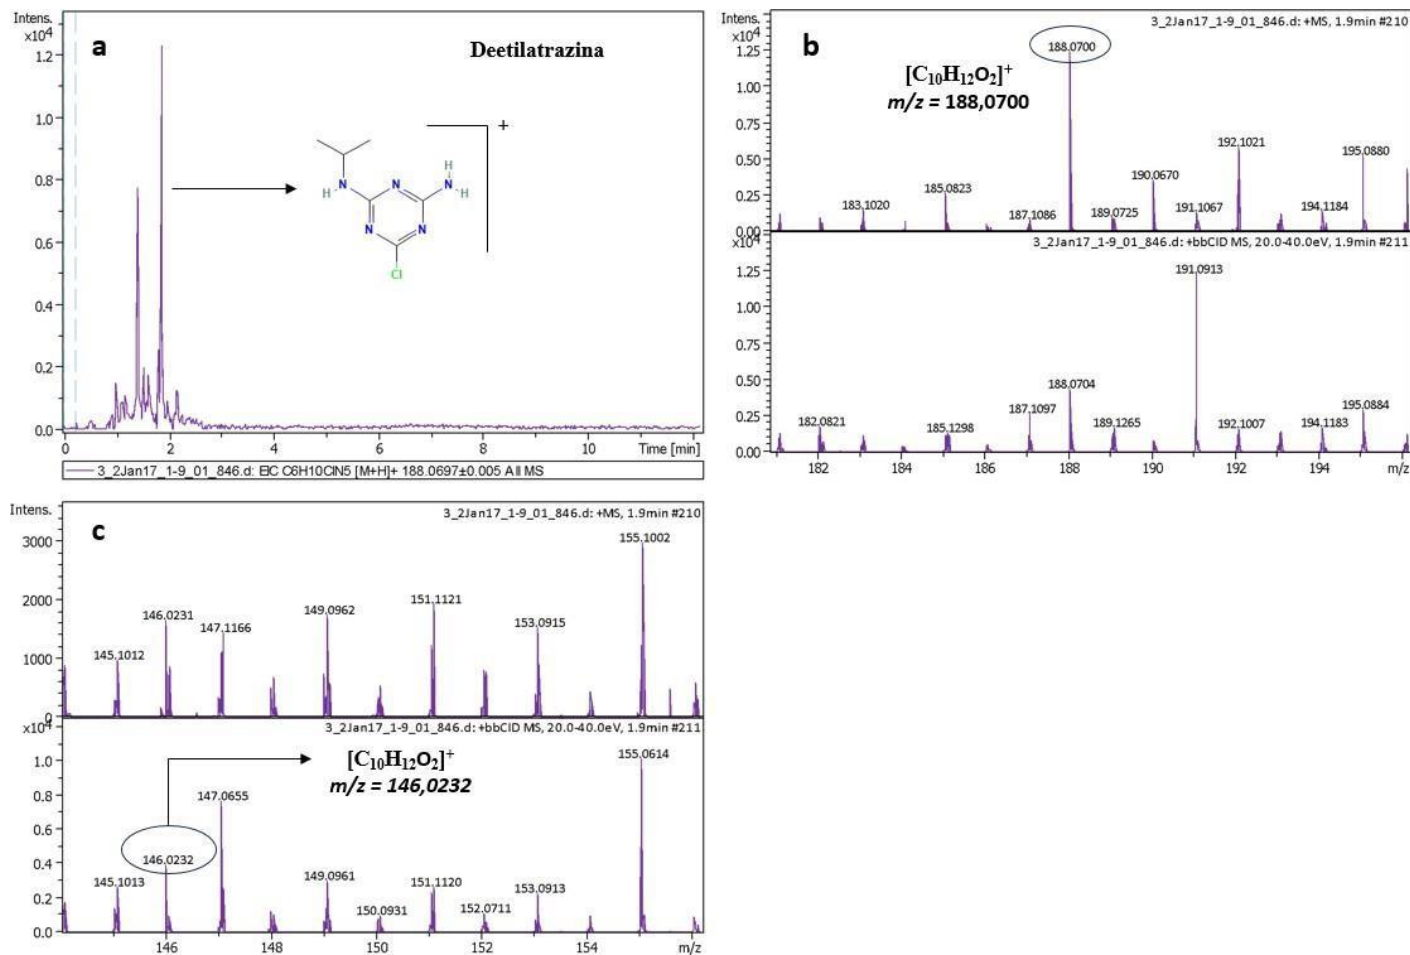 Intens.
x10⁴
a
Deetilatrazina
1.2
1.0
0.8
0.6
0.4
0.2
0.0
+
H
N
N
N
H
N
H
N
Cl
0
2
4
6
8
10
Time [min]
3_2Jan17_1-9_01_846.d: EIC C6H10ClN5 [M+H]+ 188.0697±0.005 All MS
Intens.
x10⁴
3_2Jan17_1-9_01_846.d: +MS, 1.9min #210
b
[C₁₀H₁₂O₂]⁺
m/z = 188,0700
1.25
1.00
0.75
0.50
0.25
0.00
183.1020
185.0823
187.1086
188.0700
189.0725
190.0670
191.1067
192.1021
194.1184
195.0880
x10⁴
3_2Jan17_1-9_01_846.d: +bbCID MS, 20.0-40.0eV, 1.9min #211
1.25
1.00
0.75
0.50
0.25
0.00
182.0821
185.1298
187.1097
188.0704
189.1265
191.0913
192.1007
194.1183
195.0884
182
184
186
188
190
192
194
m/z
Intens.
3_2Jan17_1-9_01_846.d: +MS, 1.9min #210
c
3000
2000
1000
0
145.1012
146.0231
147.1166
149.0962
151.1121
153.0915
155.1002
x10⁴
3_2Jan17_1-9_01_846.d: +bbCID MS, 20.0-40.0eV, 1.9min #211
[C₁₀H₁₂O₂]⁺
m/z = 146,0232
1.0
0.8
0.6
0.4
0.2
0.0
145.1013
146.0232
147.0655
149.0961
150.0931
151.1120
152.0711
153.0913
155.0614
146
148
150
152
154
m/z